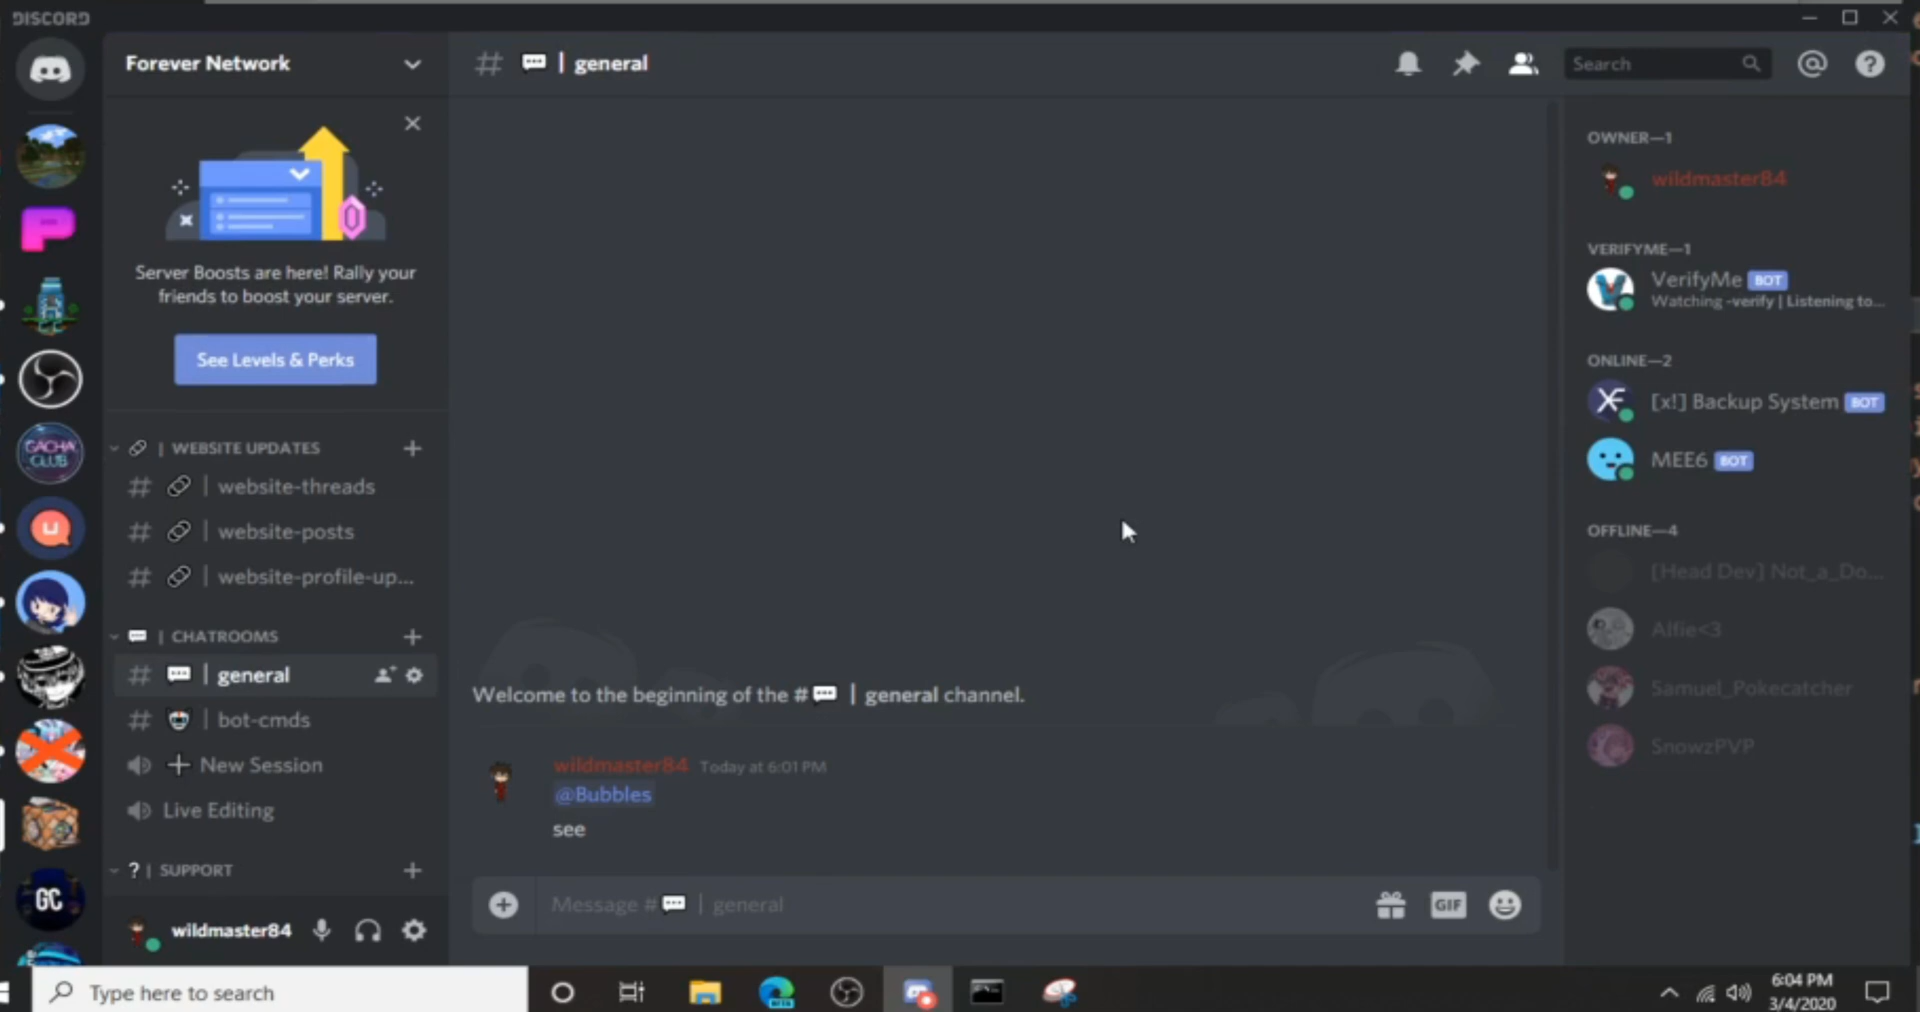 DISCORD
Forever Network
| general
Search
Server Boosts are here! Rally your
friends to boost your server.
See Levels & Perks
| WEBSITE UPDATES
| website-threads
| website-posts
| website-profile-up...
| CHATROOMS
| general
| bot-cmds
New Session
Live Editing
? | SUPPORT
wildmaster84
GACHA
CLUB
GC
Welcome to the beginning of the # | general channel.
wildmaster84 Today at 6:01 PM
@Bubbles
see
Message # | general
GIF
OWNER—1
wildmaster84
VERIFYME—1
VerifyMe BOT
Watching -verify | Listening to...
ONLINE—2
[x!] Backup System BOT
MEE6 BOT
OFFLINE—4
[Head Dev] Not_a_Do...
Alfie<3
Samuel_Pokecatcher
SnowzPVP
Type here to search
6:04 PM
3/4/2020